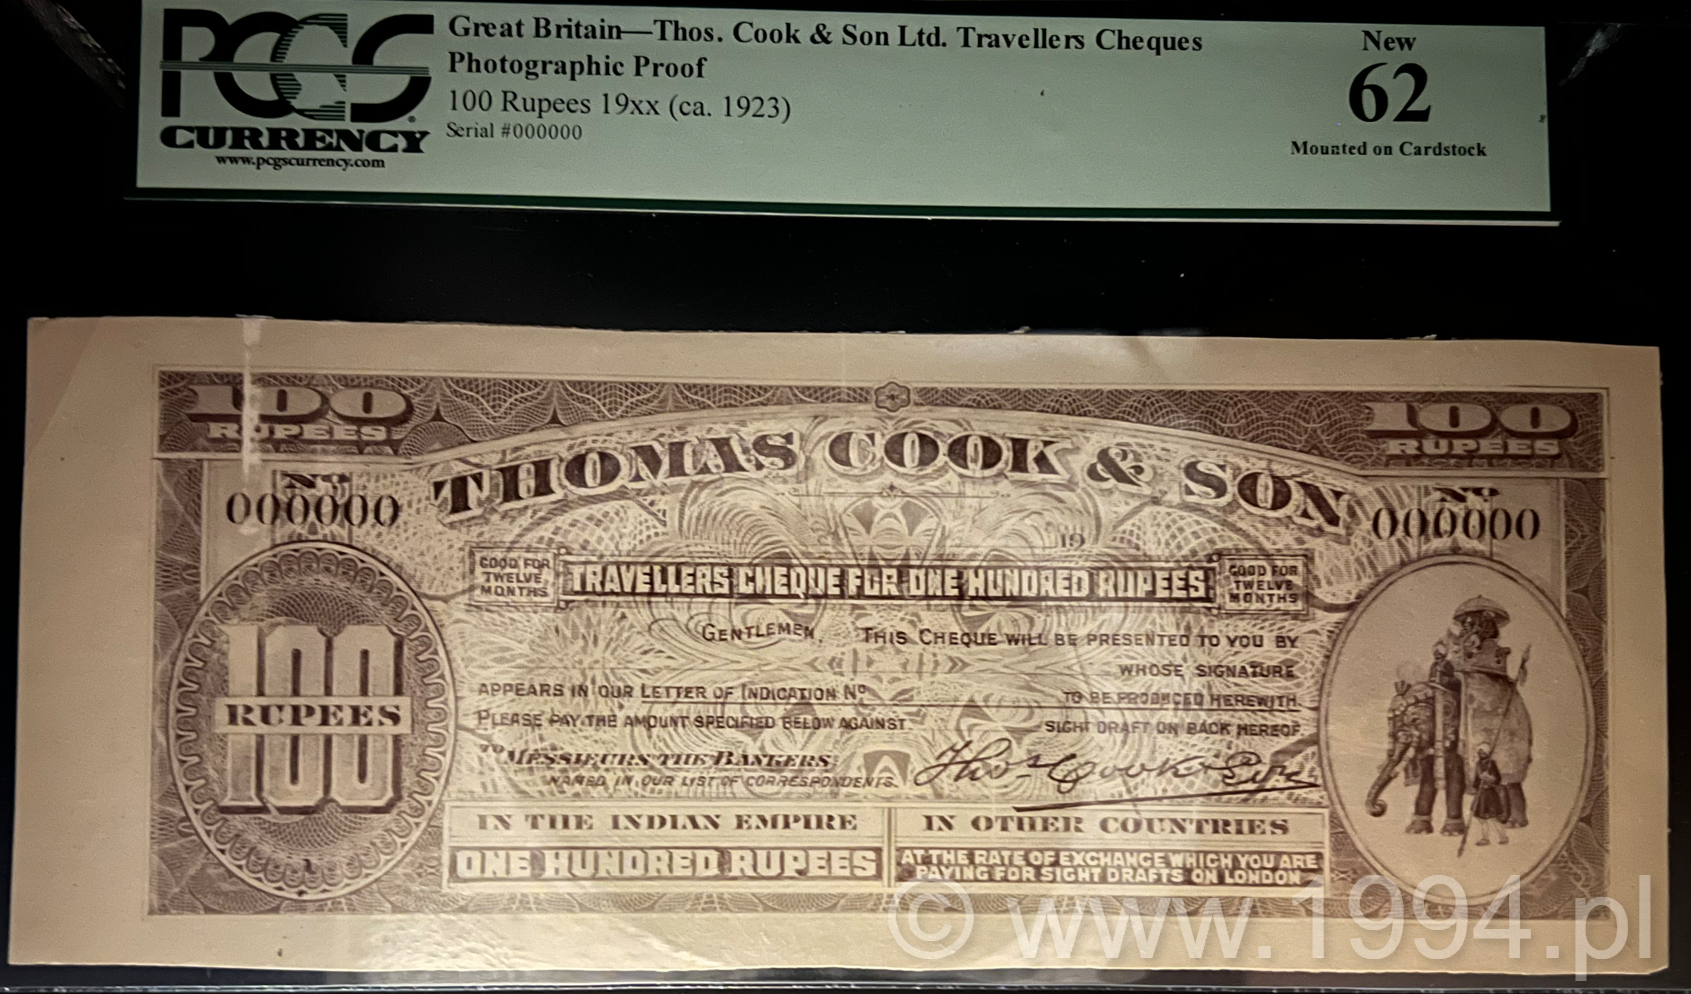 PCGS
CURRENCY
www.pcgscurrency.com
Great Britain—Thos. Cook & Son Ltd. Travellers Cheques
Photographic Proof
100 Rupees 19xx (ca. 1923)
Serial #000000
New
62
Mounted on Cardstock
100
RUPEES
100
RUPEES
THOMAS COOK & SON
No.
000000
No.
000000
19
GOOD FOR
TWELVE
MONTHS
TRAVELLERS CHEQUE FOR ONE HUNDRED RUPEES
GOOD FOR
TWELVE
MONTHS
GENTLEMEN, THIS CHEQUE WILL BE PRESENTED TO YOU BY
WHOSE SIGNATURE
APPEARS IN OUR LETTER OF INDICATION No. TO BE PRODUCED HEREWITH.
PLEASE PAY THE AMOUNT SPECIFIED BELOW AGAINST SIGHT DRAFT ON BACK HEREOF.
TO MESSIEURS THE BANKERS
NAMED IN OUR LIST OF CORRESPONDENTS.
Thos Cook & Son
100
RUPEES
IN THE INDIAN EMPIRE
ONE HUNDRED RUPEES
IN OTHER COUNTRIES
AT THE RATE OF EXCHANGE WHICH YOU ARE
PAYING FOR SIGHT DRAFTS ON LONDON
© www.1994.pl